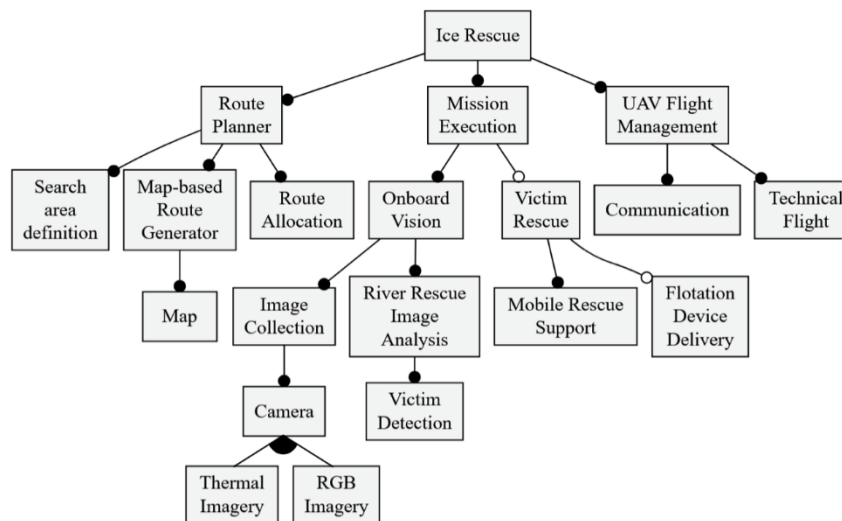 Ice Rescue
Route
Planner
Mission
Execution
UAV Flight
Management
Search
area
definition
Map-based
Route
Generator
Route
Allocation
Onboard
Vision
Victim
Rescue
Communication
Technical
Flight
Map
Image
Collection
River Rescue
Image
Analysis
Mobile Rescue
Support
Flotation
Device
Delivery
Camera
Victim
Detection
Thermal
Imagery
RGB
Imagery